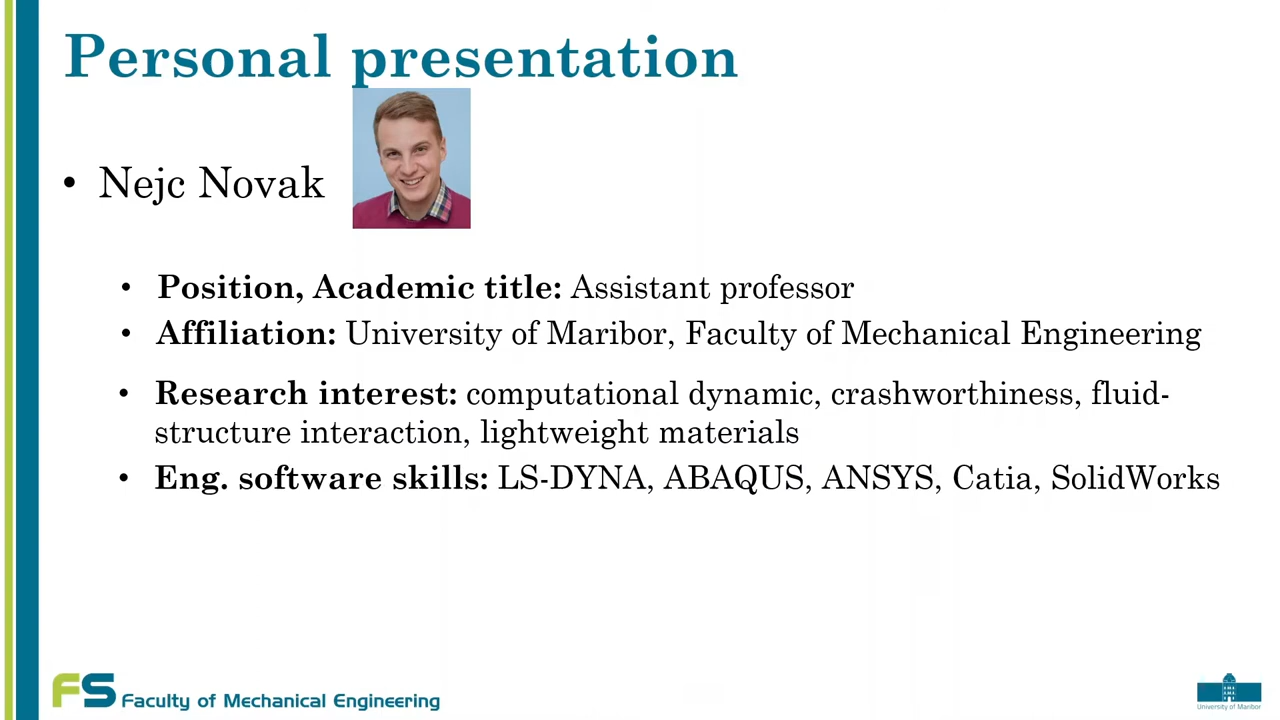 Personal presentation
• Nejc Novak
• Position, Academic title: Assistant professor
• Affiliation: University of Maribor, Faculty of Mechanical Engineering
• Research interest: computational dynamic, crashworthiness, fluid-
structure interaction, lightweight materials
• Eng. software skills: LS-DYNA, ABAQUS, ANSYS, Catia, SolidWorks
FS Faculty of Mechanical Engineering
University of Maribor